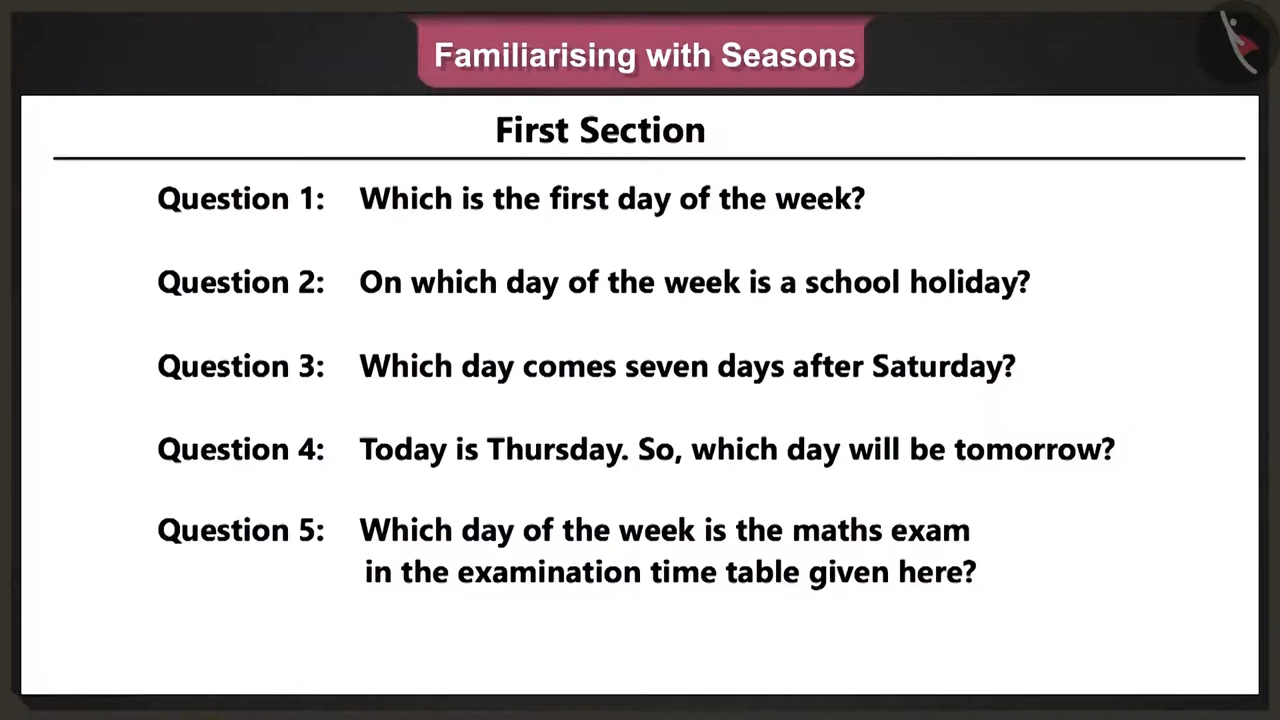 Familiarising with Seasons
First Section
Question 1: Which is the first day of the week?
Question 2: On which day of the week is a school holiday?
Question 3: Which day comes seven days after Saturday?
Question 4: Today is Thursday. So, which day will be tomorrow?
Question 5: Which day of the week is the maths exam
in the examination time table given here?